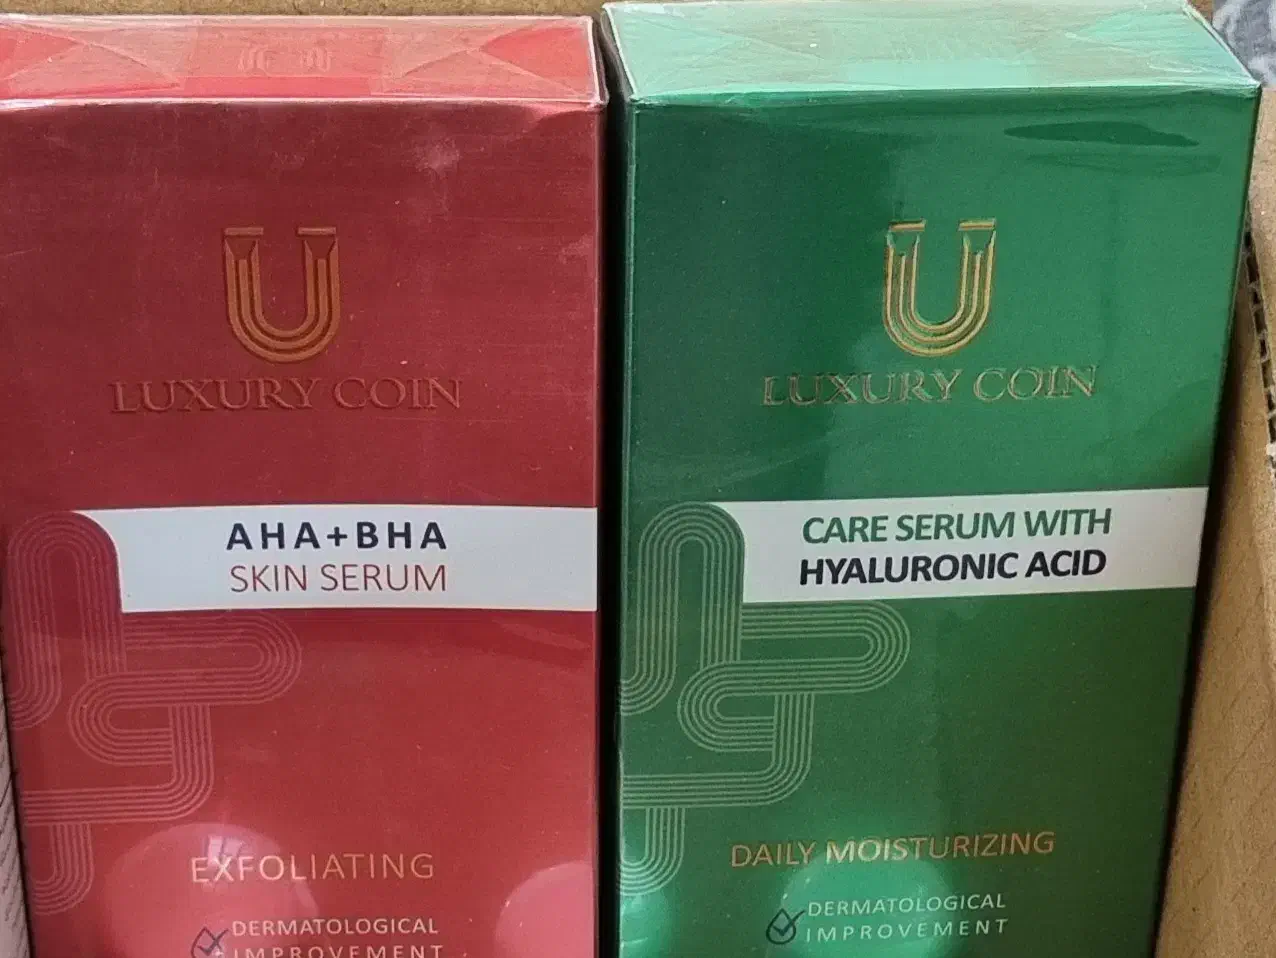 LUXURY COIN
AHA+BHA
SKIN SERUM
EXFOLIATING
DERMATOLOGICAL
IMPROVEMENT
LUXURY COIN
CARE SERUM WITH
HYALURONIC ACID
DAILY MOISTURIZING
DERMATOLOGICAL
IMPROVEMENT